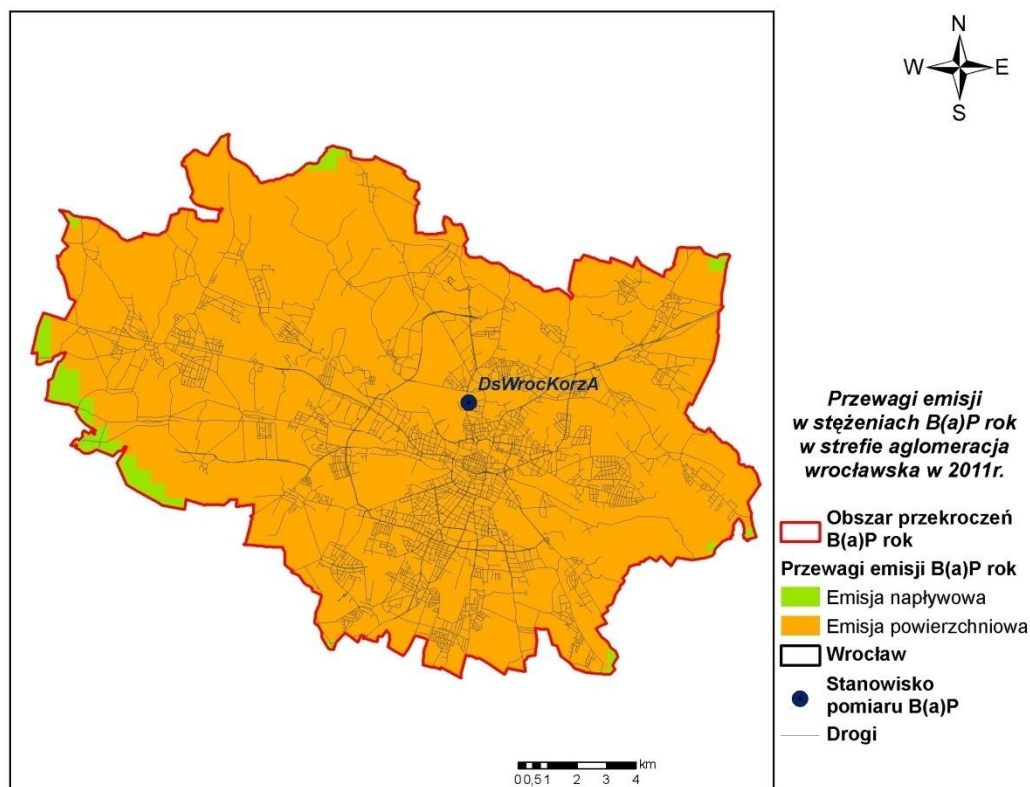 N
W E
S
DsWrocKorzA
Przewagi emisji
w stężeniach B(a)P rok
w strefie aglomeracja
wrocławska w 2011r.
Obszar przekroczeń
B(a)P rok
Przewagi emisji B(a)P rok
Emisja napływowa
Emisja powierzchniowa
Wrocław
Stanowisko
pomiaru B(a)P
Drogi
km
0 0,5 1 2 3 4